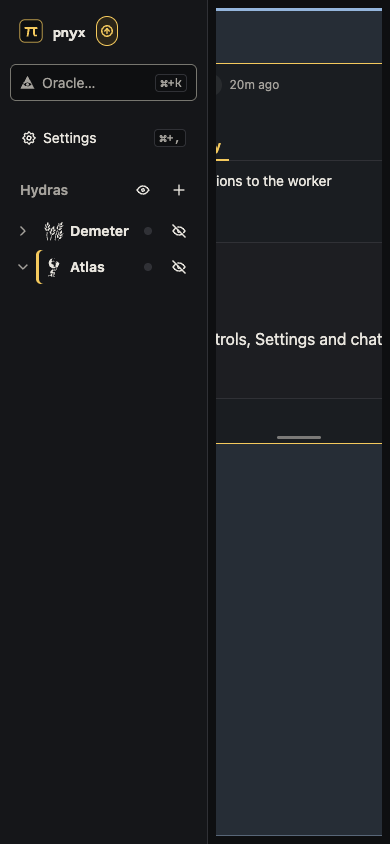 π pnyx
Oracle... ⌘+k
20m ago
Settings ⌘+,
y
ions to the worker
Hydras
Demeter
Atlas
trols, Settings and chat